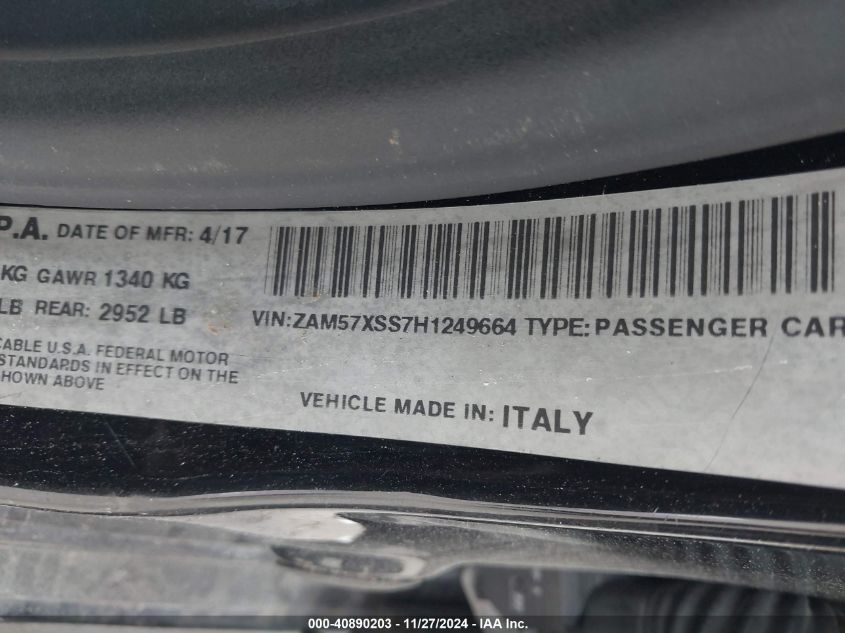 P.A. DATE OF MFR: 4/17
KG GAWR 1340 KG
LB REAR: 2952 LB
VIN:ZAM57XSS7H1249664 TYPE:PASSENGER CAR
CABLE U.S.A. FEDERAL MOTOR
STANDARDS IN EFFECT ON THE
SHOWN ABOVE
VEHICLE MADE IN: ITALY
000-40890203 - 11/27/2024 - IAA Inc.